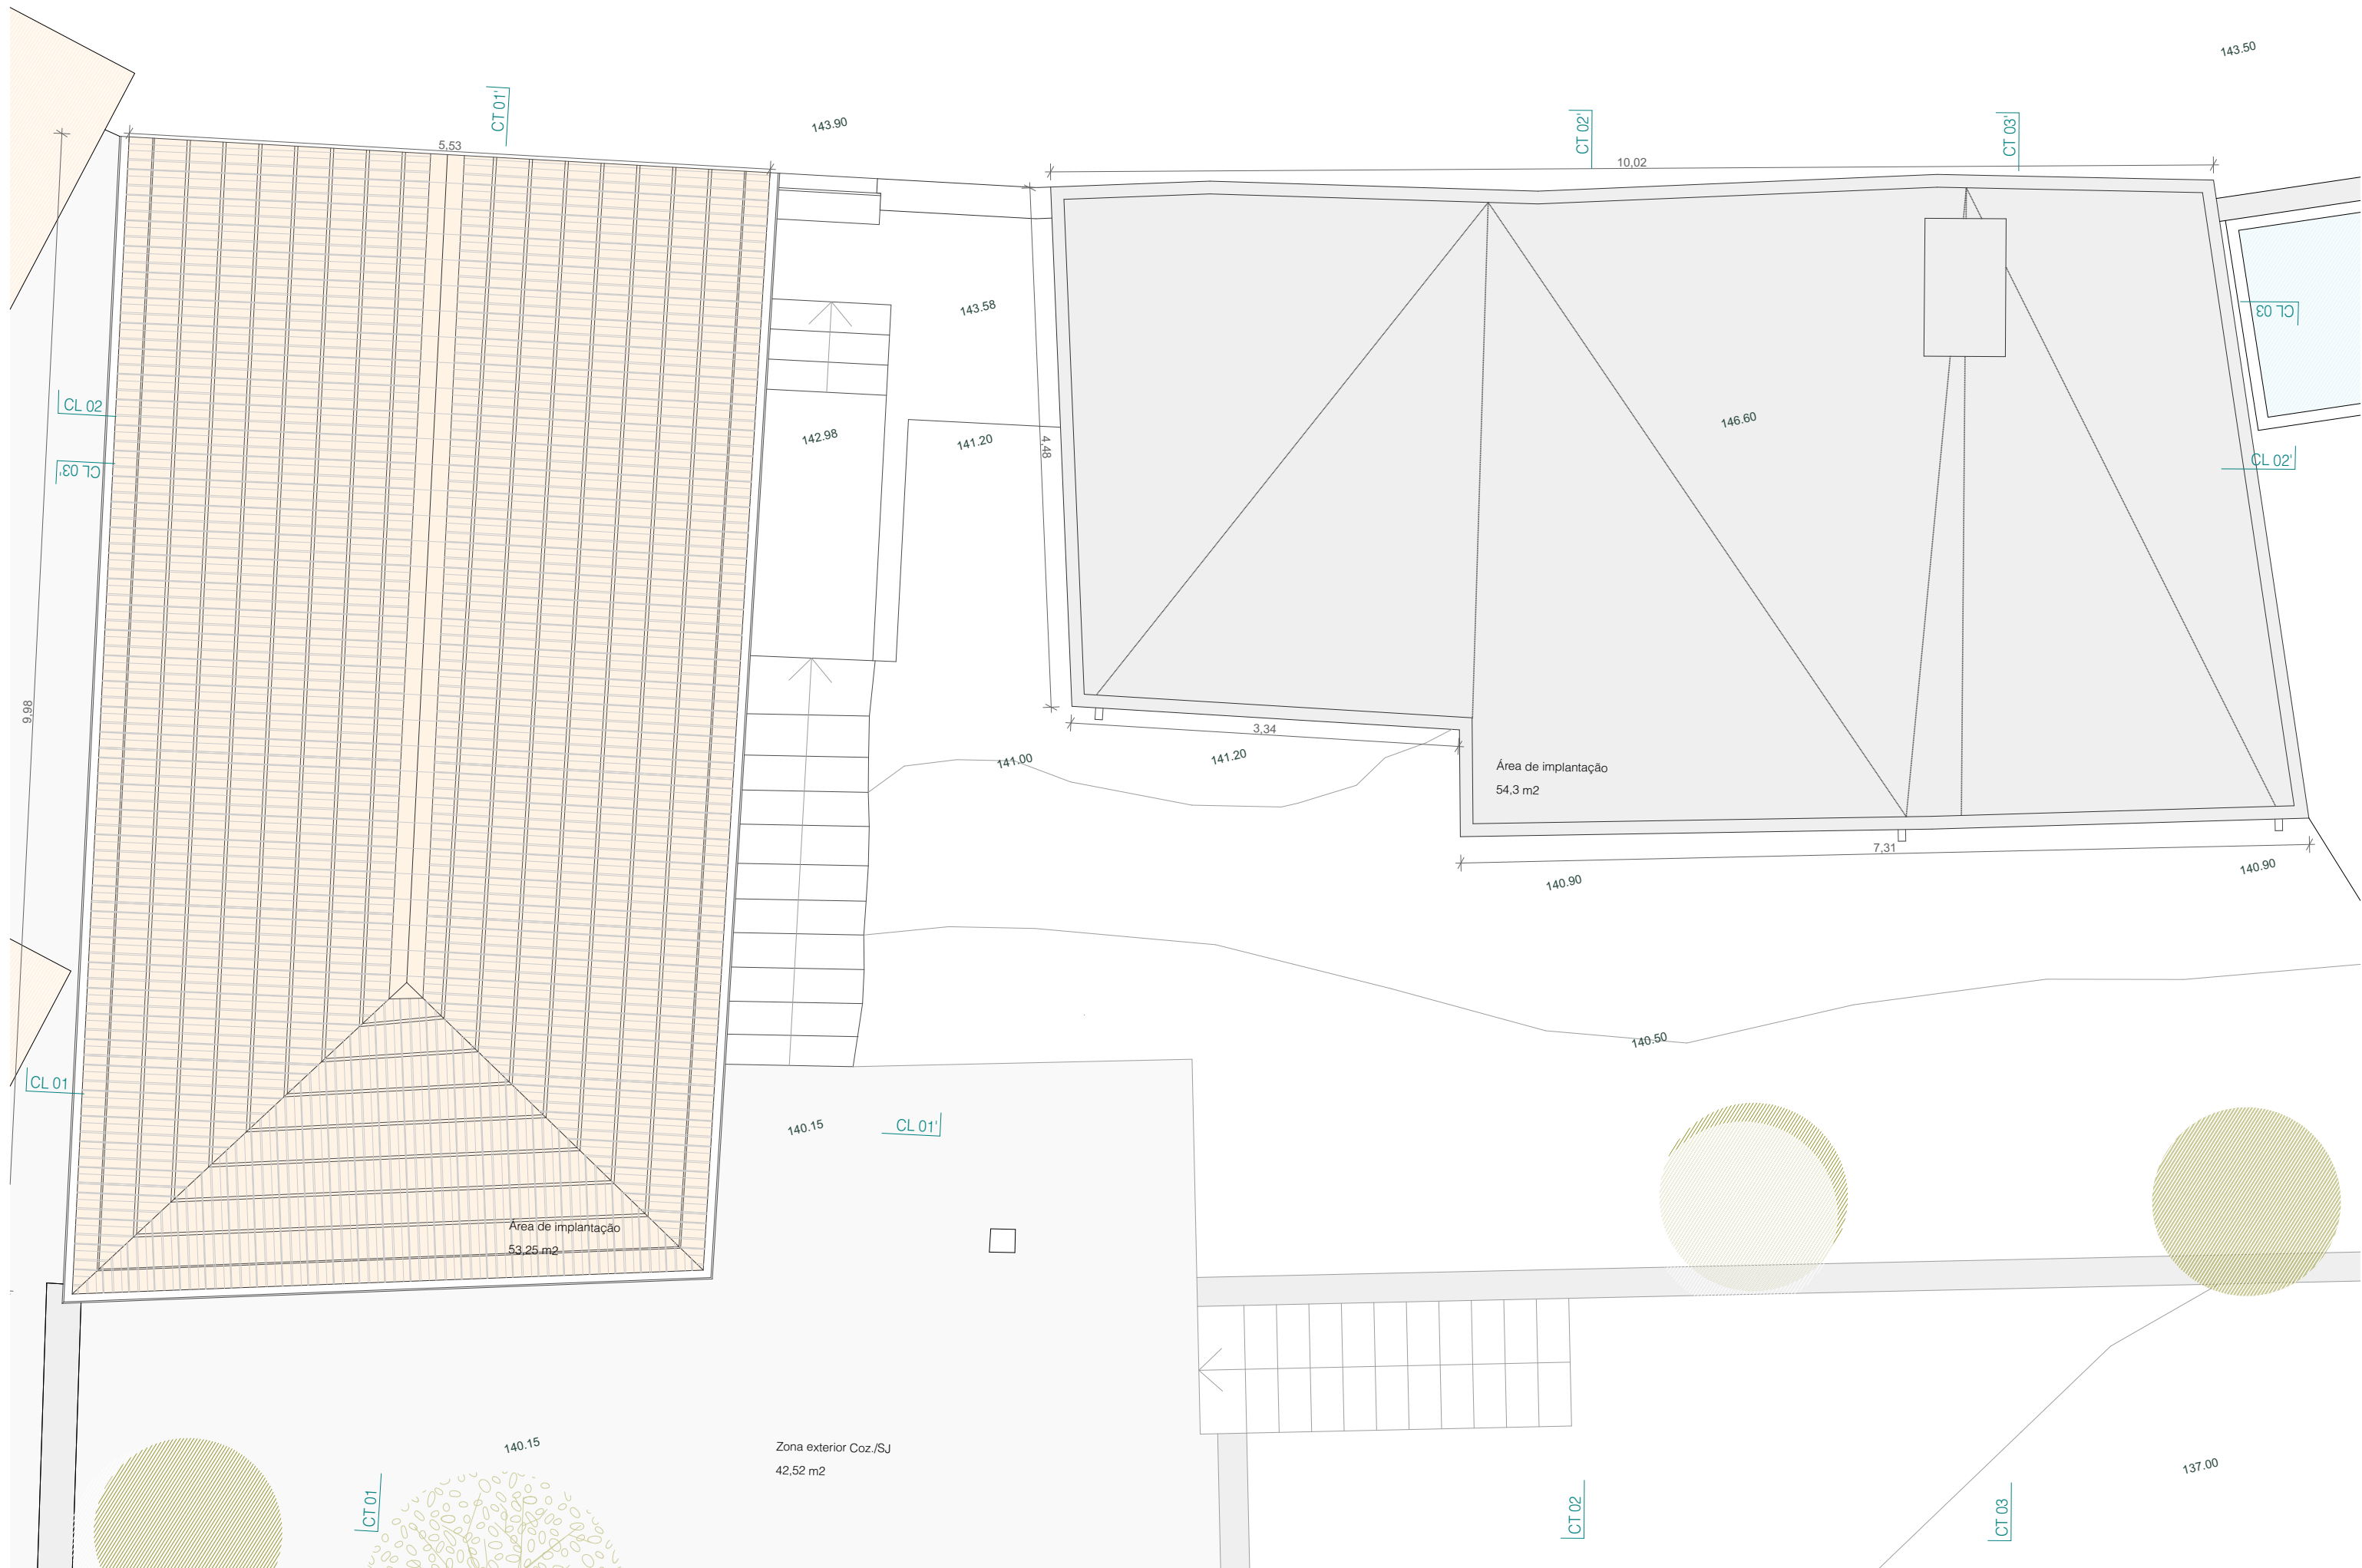 143.50
CT 01'
143.90
CT 02'
CT 03'
5,53
10,02
143.58
CL 03
CL 02
142.98
141.20
4,48
146.60
CL 03'
CL 02'
9,98
3,34
141.00
141.20
Área de implantação
54,3 m2
7,31
140.90
140.90
140.50
CL 01
140.15
CL 01'
Área de implantação
53,25 m2
140.15
Zona exterior Coz./SJ
42,52 m2
137.00
CT 01
CT 02
CT 03